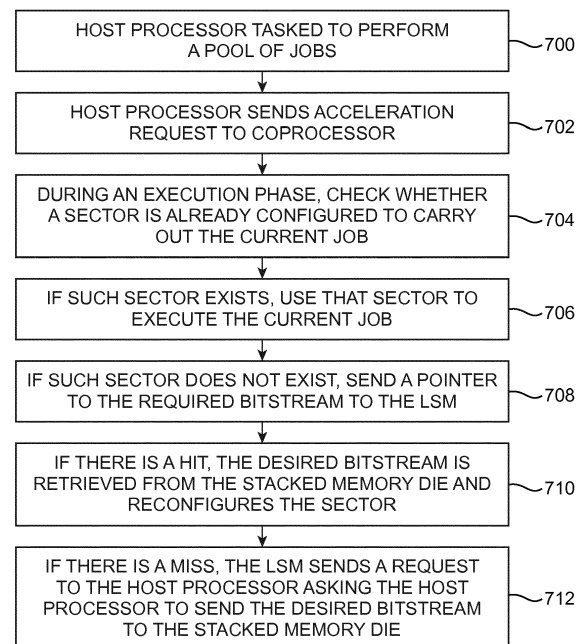 HOST PROCESSOR TASKED TO PERFORM
A POOL OF JOBS
700
HOST PROCESSOR SENDS ACCELERATION
REQUEST TO COPROCESSOR
702
DURING AN EXECUTION PHASE, CHECK WHETHER
A SECTOR IS ALREADY CONFIGURED TO CARRY
OUT THE CURRENT JOB
704
IF SUCH SECTOR EXISTS, USE THAT SECTOR TO
EXECUTE THE CURRENT JOB
706
IF SUCH SECTOR DOES NOT EXIST, SEND A POINTER
TO THE REQUIRED BITSTREAM TO THE LSM
708
IF THERE IS A HIT, THE DESIRED BITSTREAM IS
RETRIEVED FROM THE STACKED MEMORY DIE AND
RECONFIGURES THE SECTOR
710
IF THERE IS A MISS, THE LSM SENDS A REQUEST
TO THE HOST PROCESSOR ASKING THE HOST
PROCESSOR TO SEND THE DESIRED BITSTREAM
TO THE STACKED MEMORY DIE
712